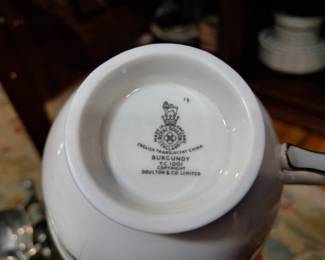 ENGLISH TRANSLUCENT CHINA
BURGUNDY
T.C. 1001
COPYRIGHT
DOULTON & CO LIMITED